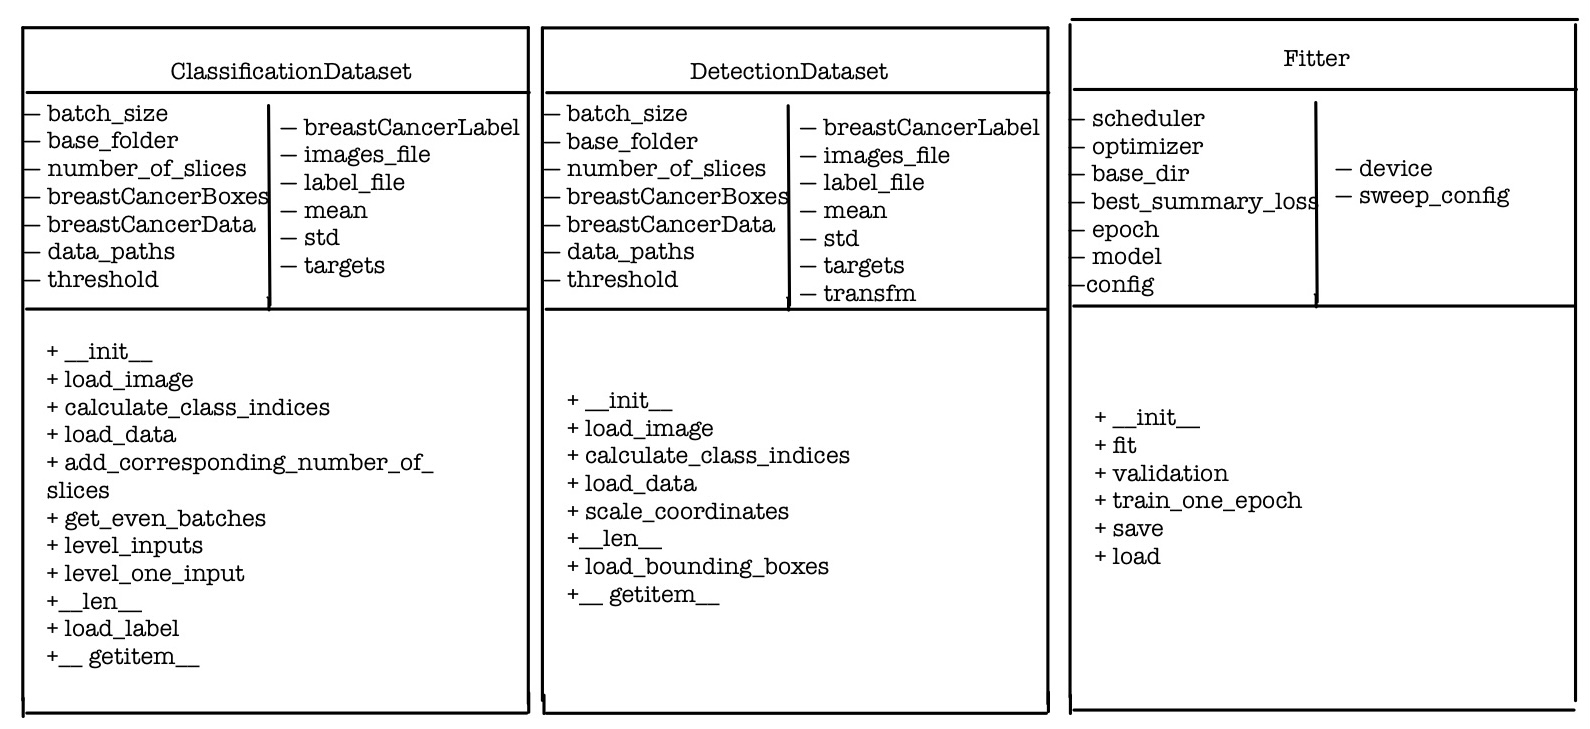 ClassificationDataset
– batch_size
– base_folder
– number_of_slices
– breastCancerBoxes
– breastCancerData
– data_paths
– threshold
– breastCancerLabel
– images_file
– label_file
– mean
– std
– targets
+ __init__
+ load_image
+ calculate_class_indices
+ load_data
+ add_corresponding_number_of_
slices
+ get_even_batches
+ level_inputs
+ level_one_input
+__len__
+ load_label
+__ getitem__
DetectionDataset
– batch_size
– base_folder
– number_of_slices
– breastCancerBoxes
– breastCancerData
– data_paths
– threshold
– breastCancerLabel
– images_file
– label_file
– mean
– std
– targets
– transfm
+ __init__
+ load_image
+ calculate_class_indices
+ load_data
+ scale_coordinates
+__len__
+ load_bounding_boxes
+__ getitem__
Fitter
– scheduler
– optimizer
– base_dir
– best_summary_loss
– epoch
– model
–config
– device
– sweep_config
+ __init__
+ fit
+ validation
+ train_one_epoch
+ save
+ load